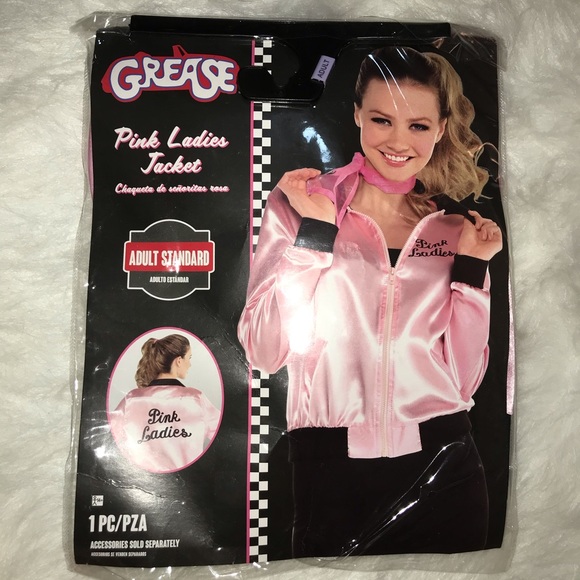 GREASE
ADULT
Pink Ladies
Jacket
Chaqueta de señoritas rosa
ADULT STANDARD
ADULTO ESTÁNDAR
Pink
Ladies
Pink
Ladies
1 PC/PZA
ACCESSORIES SOLD SEPARATELY
ACCESORIOS SE VENDEN SEPARADOS